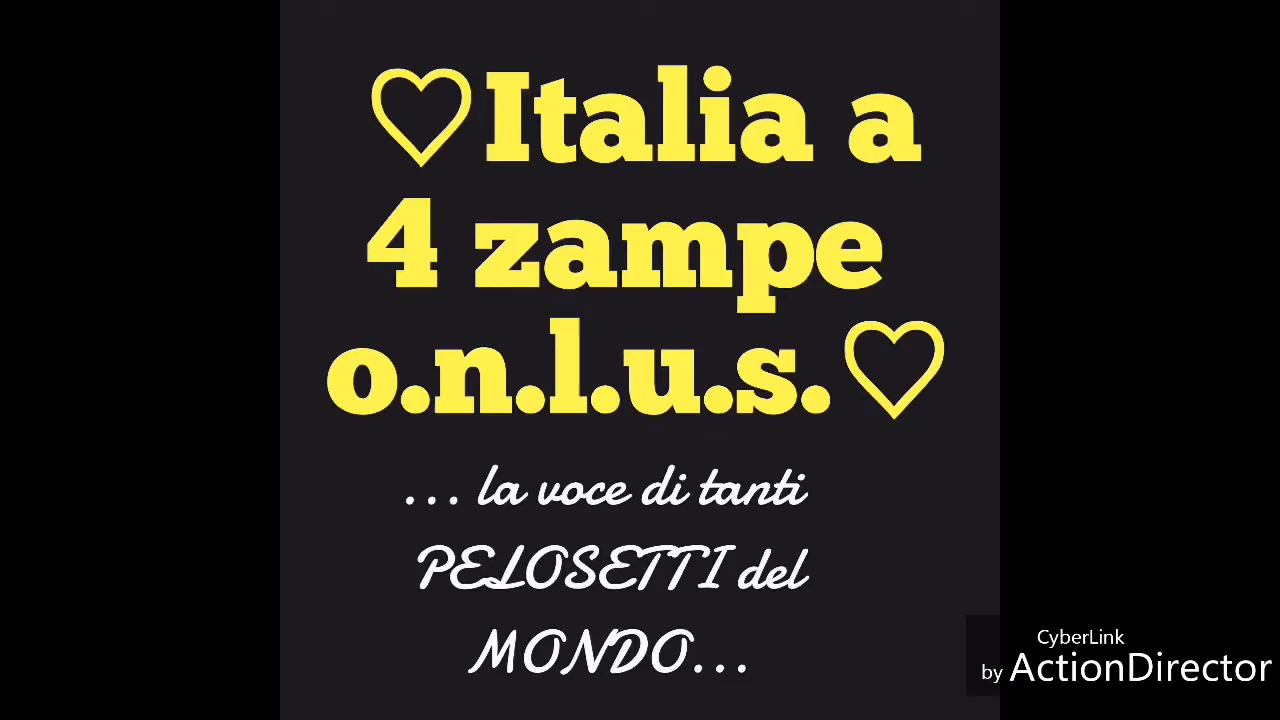 ♡Italia a
4 zampe
o.n.l.u.s.♡
... la voce di tanti
PELOSETTI del
MONDO...
CyberLink
by ActionDirector